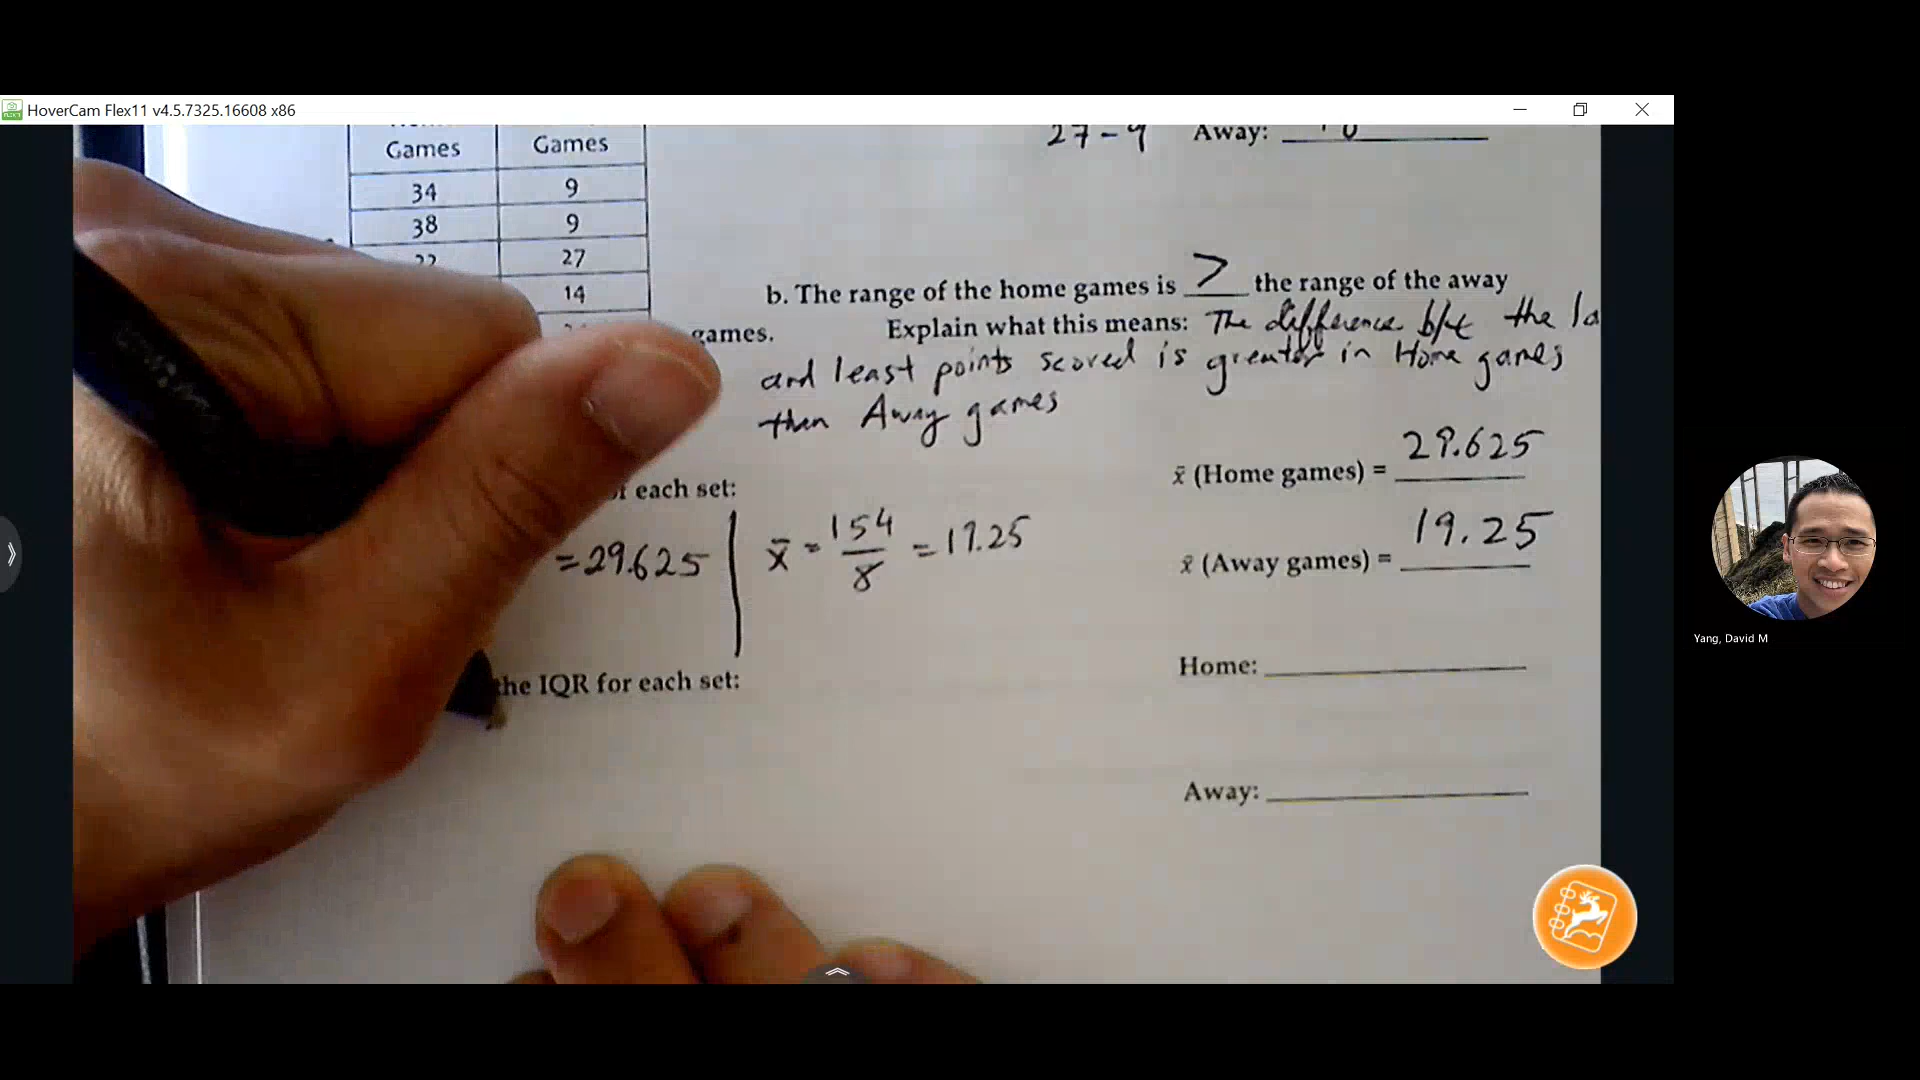 HoverCam Flex11 v4.5.7325.16608 x86
Games Games
27-9 Away:
34 9
38 9
27
14
b. The range of the home games is > the range of the away
games. Explain what this means: The difference b/t the
and least points scored is greater in Home games
than Away games
x̄ (Home games) = 29.625
each set:
=29.625 x̄ = 154/8 = 19.25
x̄ (Away games) = 19.25
the IQR for each set:
Home:
Away:
Yang, David M